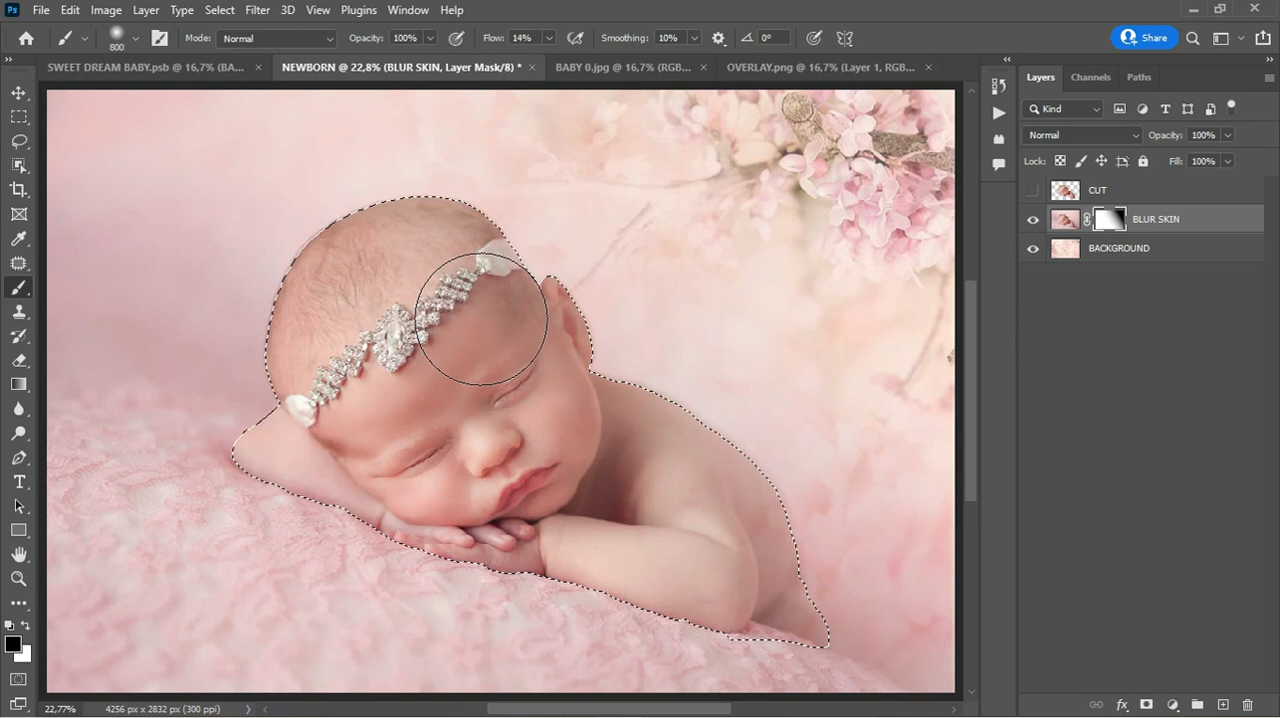 Ps File Edit Image Layer Type Select Filter 3D View Plugins Window Help
800 Mode: Normal Opacity: 100% Flow: 14% Smoothing: 10% 0° Share
SWEET DREAM BABY.psb @ 16,7% (BA... × NEWBORN @ 22,8% (BLUR SKIN, Layer Mask/8) * × BABY 0.jpg @ 16,7% (RGB... × OVERLAY.png @ 16,7% (Layer 1, RGB... ×
Layers Channels Paths
Kind
Normal Opacity: 100%
Lock: Fill: 100%
CUT
BLUR SKIN
BACKGROUND
22,77% 4256 px x 2832 px (300 ppi)